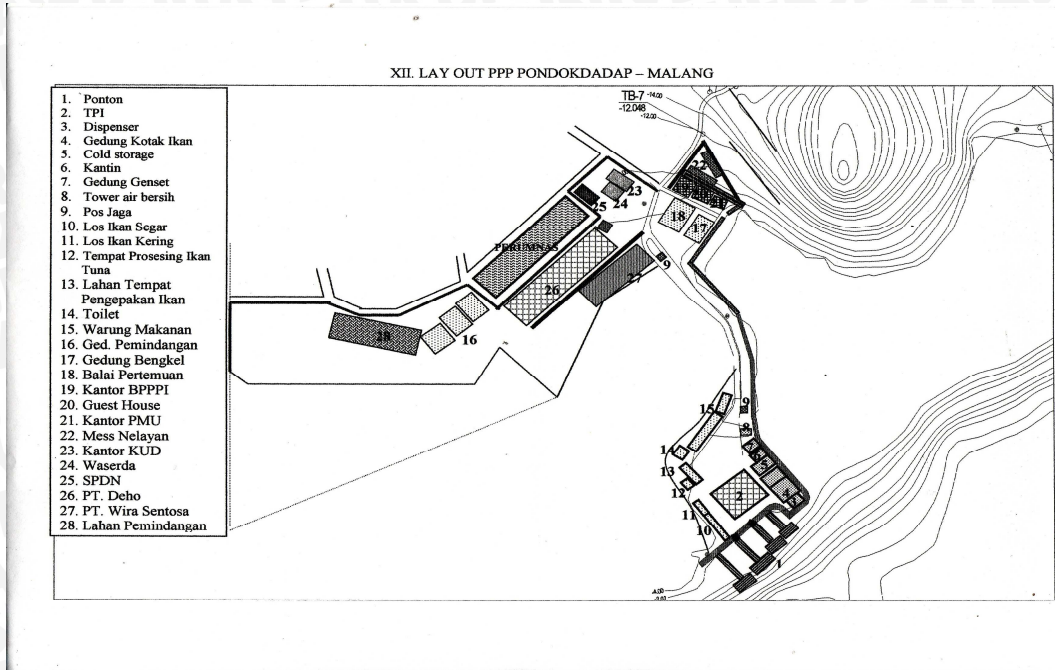 XII. LAY OUT PPP PONDOKDADAP – MALANG
1. Ponton
2. TPI
3. Dispenser
4. Gedung Kotak Ikan
5. Cold storage
6. Kantin
7. Gedung Genset
8. Tower air bersih
9. Pos Jaga
10. Los Ikan Segar
11. Los Ikan Kering
12. Tempat Prosesing Ikan
Tuna
13. Lahan Tempat
Pengepakan Ikan
14. Toilet
15. Warung Makanan
16. Ged. Pemindangan
17. Gedung Bengkel
18. Balai Pertemuan
19. Kantor BPPPI
20. Guest House
21. Kantor PMU
22. Mess Nelayan
23. Kantor KUD
24. Waserda
25. SPDN
26. PT. Deho
27. PT. Wira Sentosa
28. Lahan Pemindangan
TB-7
-14.00
-12.048
-12.00
22
23
24
25
21
18
17
PERUMNAS
9
26
27
28
16
15
9
8
14
13
12
5
4
3
2
11
10
1